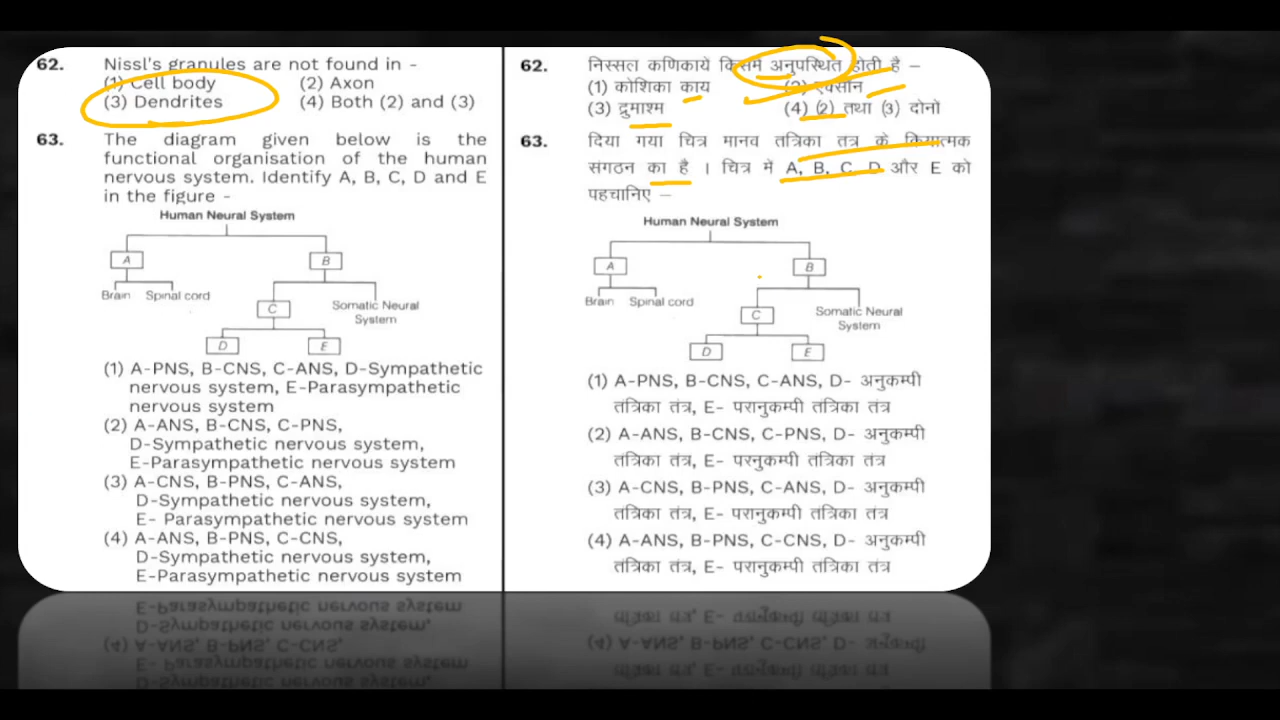 62. Nissl's granules are not found in -
(1) Cell body (2) Axon
(3) Dendrites (4) Both (2) and (3)
63. The diagram given below is the
functional organisation of the human
nervous system. Identify A, B, C, D and E
in the figure -
Human Neural System
A B
Brain Spinal cord
C Somatic Neural
System
D E
(1) A-PNS, B-CNS, C-ANS, D-Sympathetic
nervous system, E-Parasympathetic
nervous system
(2) A-ANS, B-CNS, C-PNS,
D-Sympathetic nervous system,
E-Parasympathetic nervous system
(3) A-CNS, B-PNS, C-ANS,
D-Sympathetic nervous system,
E- Parasympathetic nervous system
(4) A-ANS, B-PNS, C-CNS,
D-Sympathetic nervous system,
E-Parasympathetic nervous system
62. निस्सल कणिकायें किसमें अनुपस्थित होती है –
(1) कोशिका काय (2) एक्सॉन
(3) द्रुमाश्म (4) (2) तथा (3) दोनो
63. दिया गया चित्र मानव तंत्रिका तंत्र के क्रियात्मक
संगठन का है । चित्र में A, B, C, D और E को
पहचानिए –
Human Neural System
A B
Brain Spinal cord
C Somatic Neural
System
D E
(1) A-PNS, B-CNS, C-ANS, D- अनुकम्पी
तंत्रिका तंत्र, E- परानुकम्पी तंत्रिका तंत्र
(2) A-ANS, B-CNS, C-PNS, D- अनुकम्पी
तंत्रिका तंत्र, E- परनुकम्पी तंत्रिका तंत्र
(3) A-CNS, B-PNS, C-ANS, D- अनुकम्पी
तंत्रिका तंत्र, E- परानुकम्पी तंत्रिका तंत्र
(4) A-ANS, B-PNS, C-CNS, D- अनुकम्पी
तंत्रिका तंत्र, E- परानुकम्पी तंत्रिका तंत्र